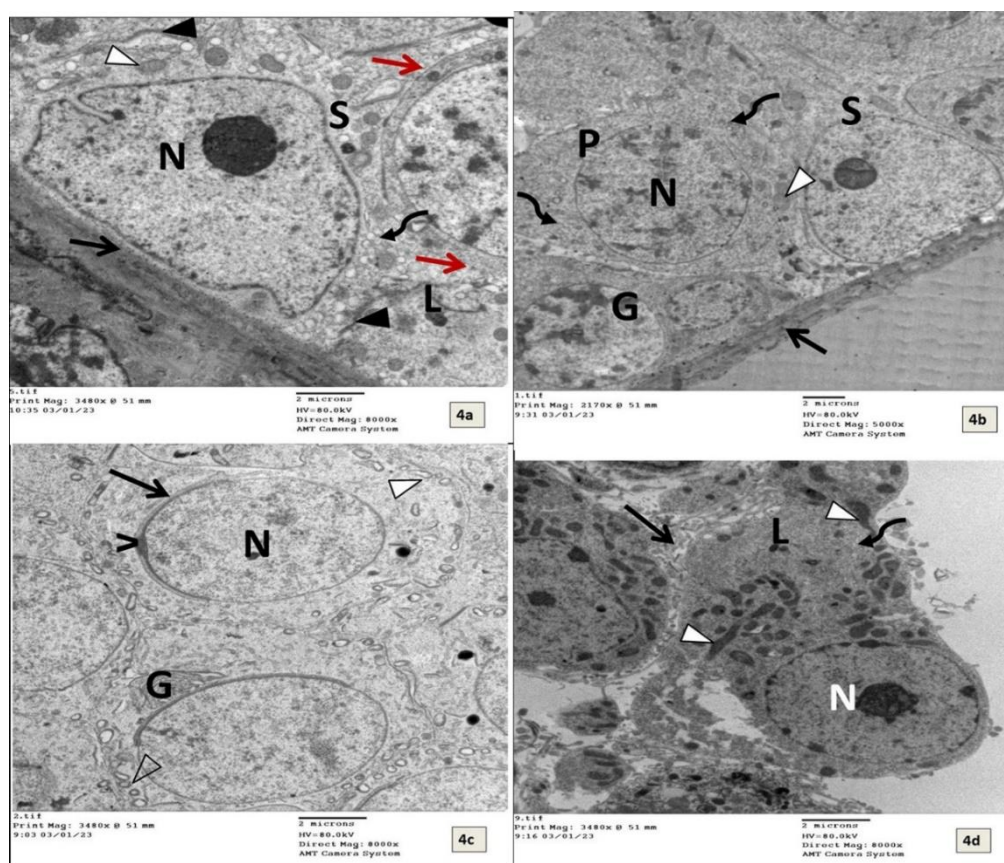 S
N
L
5.tif
Print Mag: 3480x @ 51 mm
10:35 03/01/23
2 microns
HV=80.0kV
Direct Mag: 8000x
AMT Camera System
4a
P
S
N
G
1.tif
Print Mag: 2170x @ 51 mm
9:31 03/01/23
2 microns
HV=80.0kV
Direct Mag: 5000x
AMT Camera System
4b
N
G
2.tif
Print Mag: 3480x @ 51 mm
9:03 03/01/23
2 microns
HV=80.0kV
Direct Mag: 8000x
AMT Camera System
4c
L
N
9.tif
Print Mag: 3480x @ 51 mm
9:16 03/01/23
2 microns
HV=80.0kV
Direct Mag: 8000x
AMT Camera System
4d